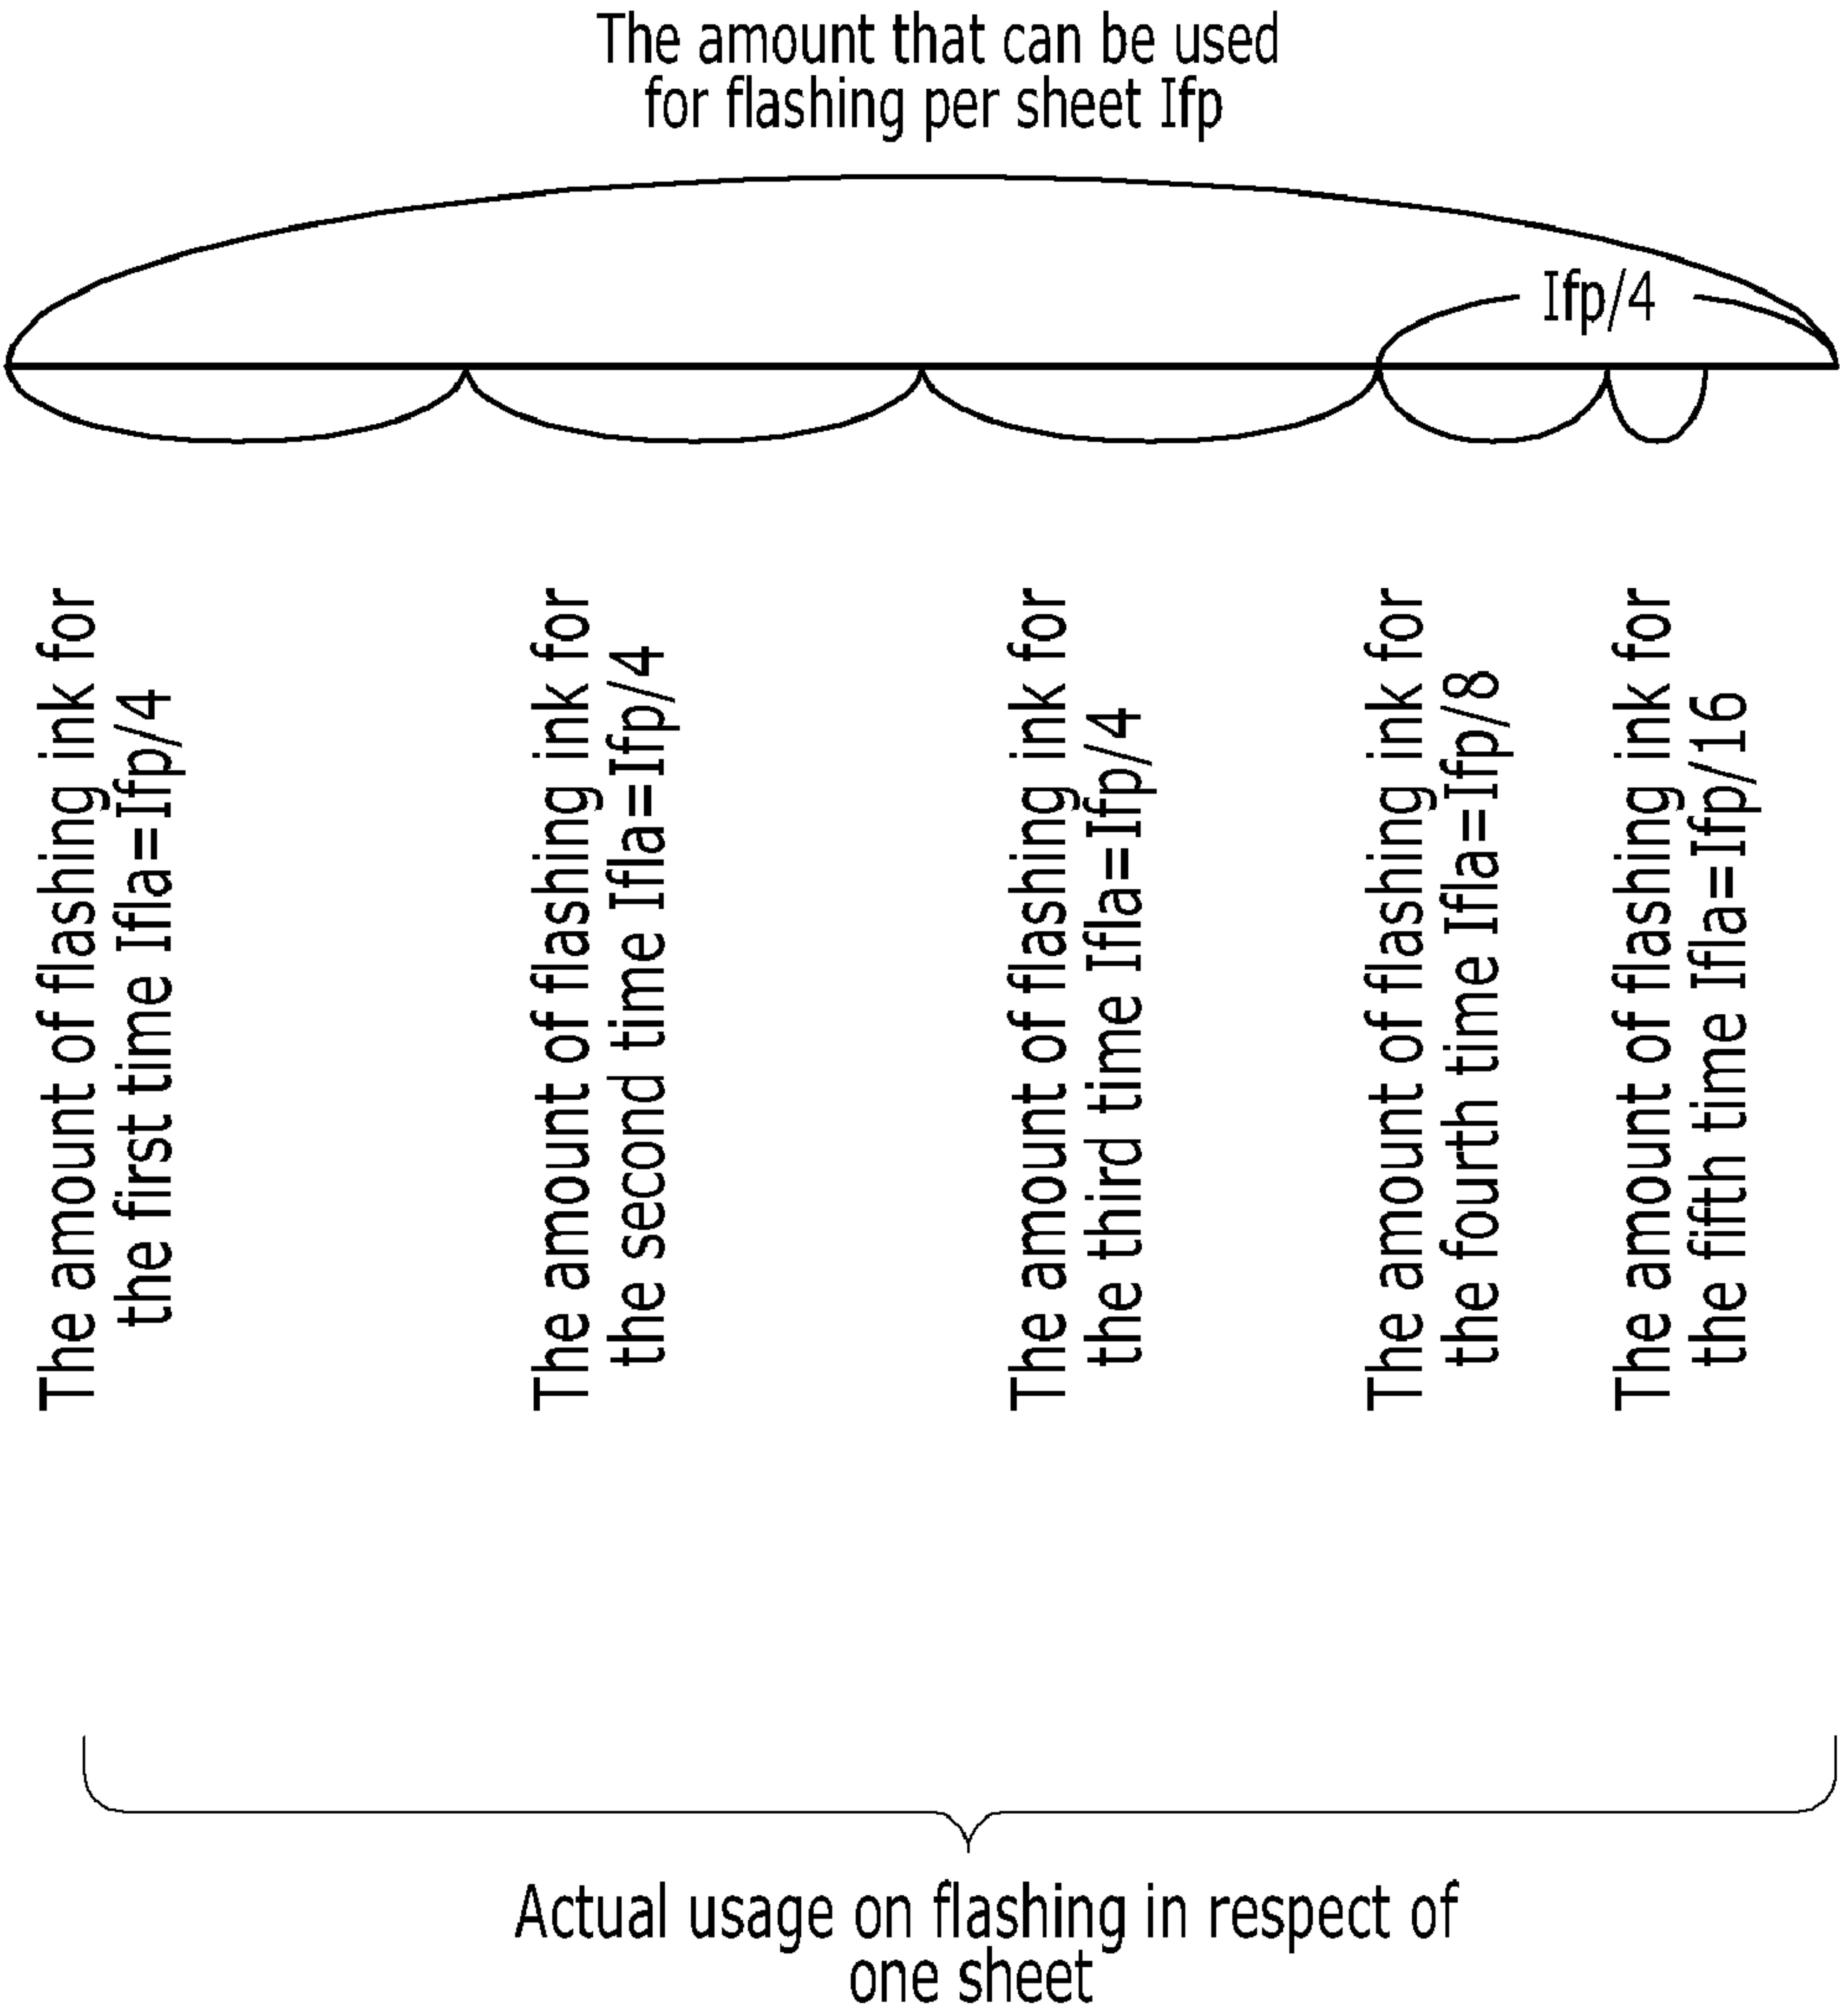 The amount that can be used
for flashing per sheet Ifp
Ifp/4
The amount of flashing ink for
the first time Ifla=Ifp/4
The amount of flashing ink for
the second time Ifla=Ifp/4
The amount of flashing ink for
the third time Ifla=Ifp/4
The amount of flashing ink for
the fourth time Ifla=Ifp/8
The amount of flashing ink for
the fifth time Ifla=Ifp/16
Actual usage on flashing in respect of
one sheet